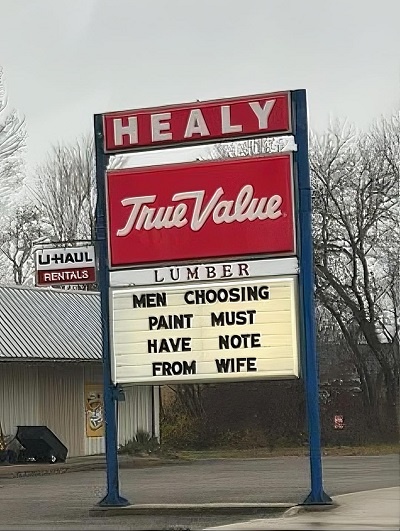 HEALY
True Value
LUMBER
MEN CHOOSING
PAINT MUST
HAVE NOTE
FROM WIFE
U-HAUL
RENTALS